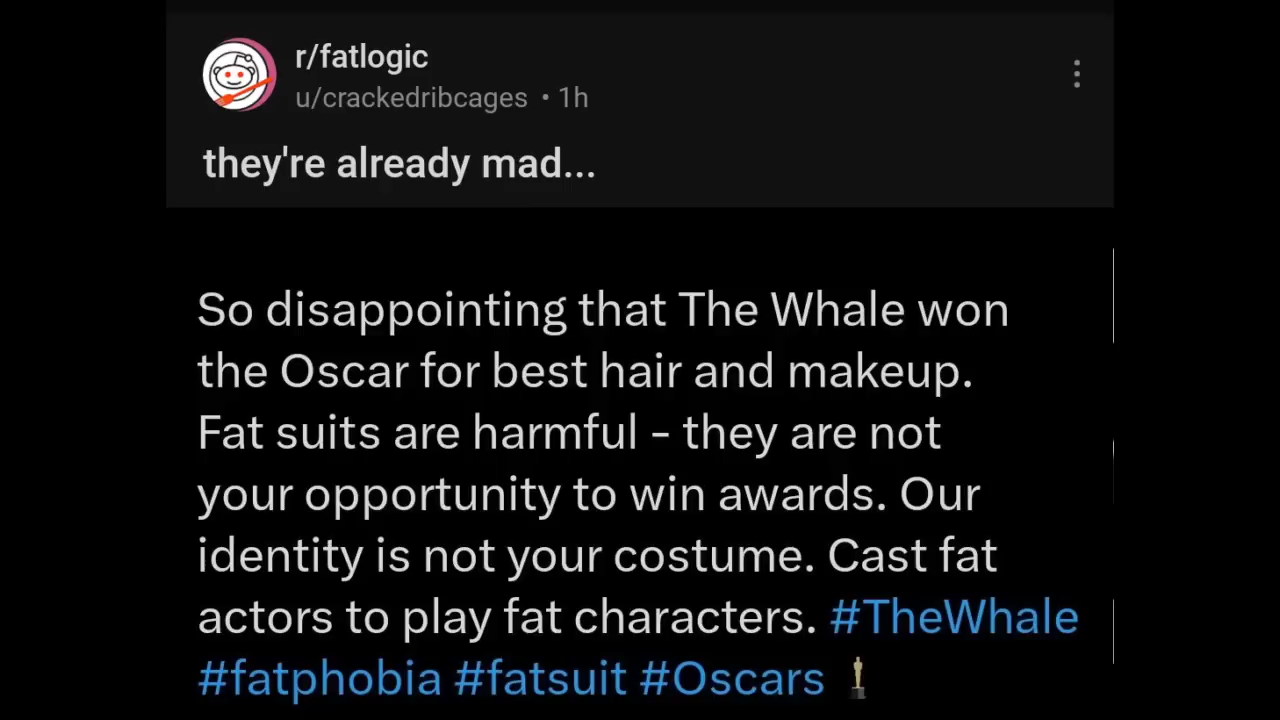 r/fatlogic
u/crackedribcages • 1h
they're already mad...
So disappointing that The Whale won
the Oscar for best hair and makeup.
Fat suits are harmful - they are not
your opportunity to win awards. Our
identity is not your costume. Cast fat
actors to play fat characters. #TheWhale
#fatphobia #fatsuit #Oscars